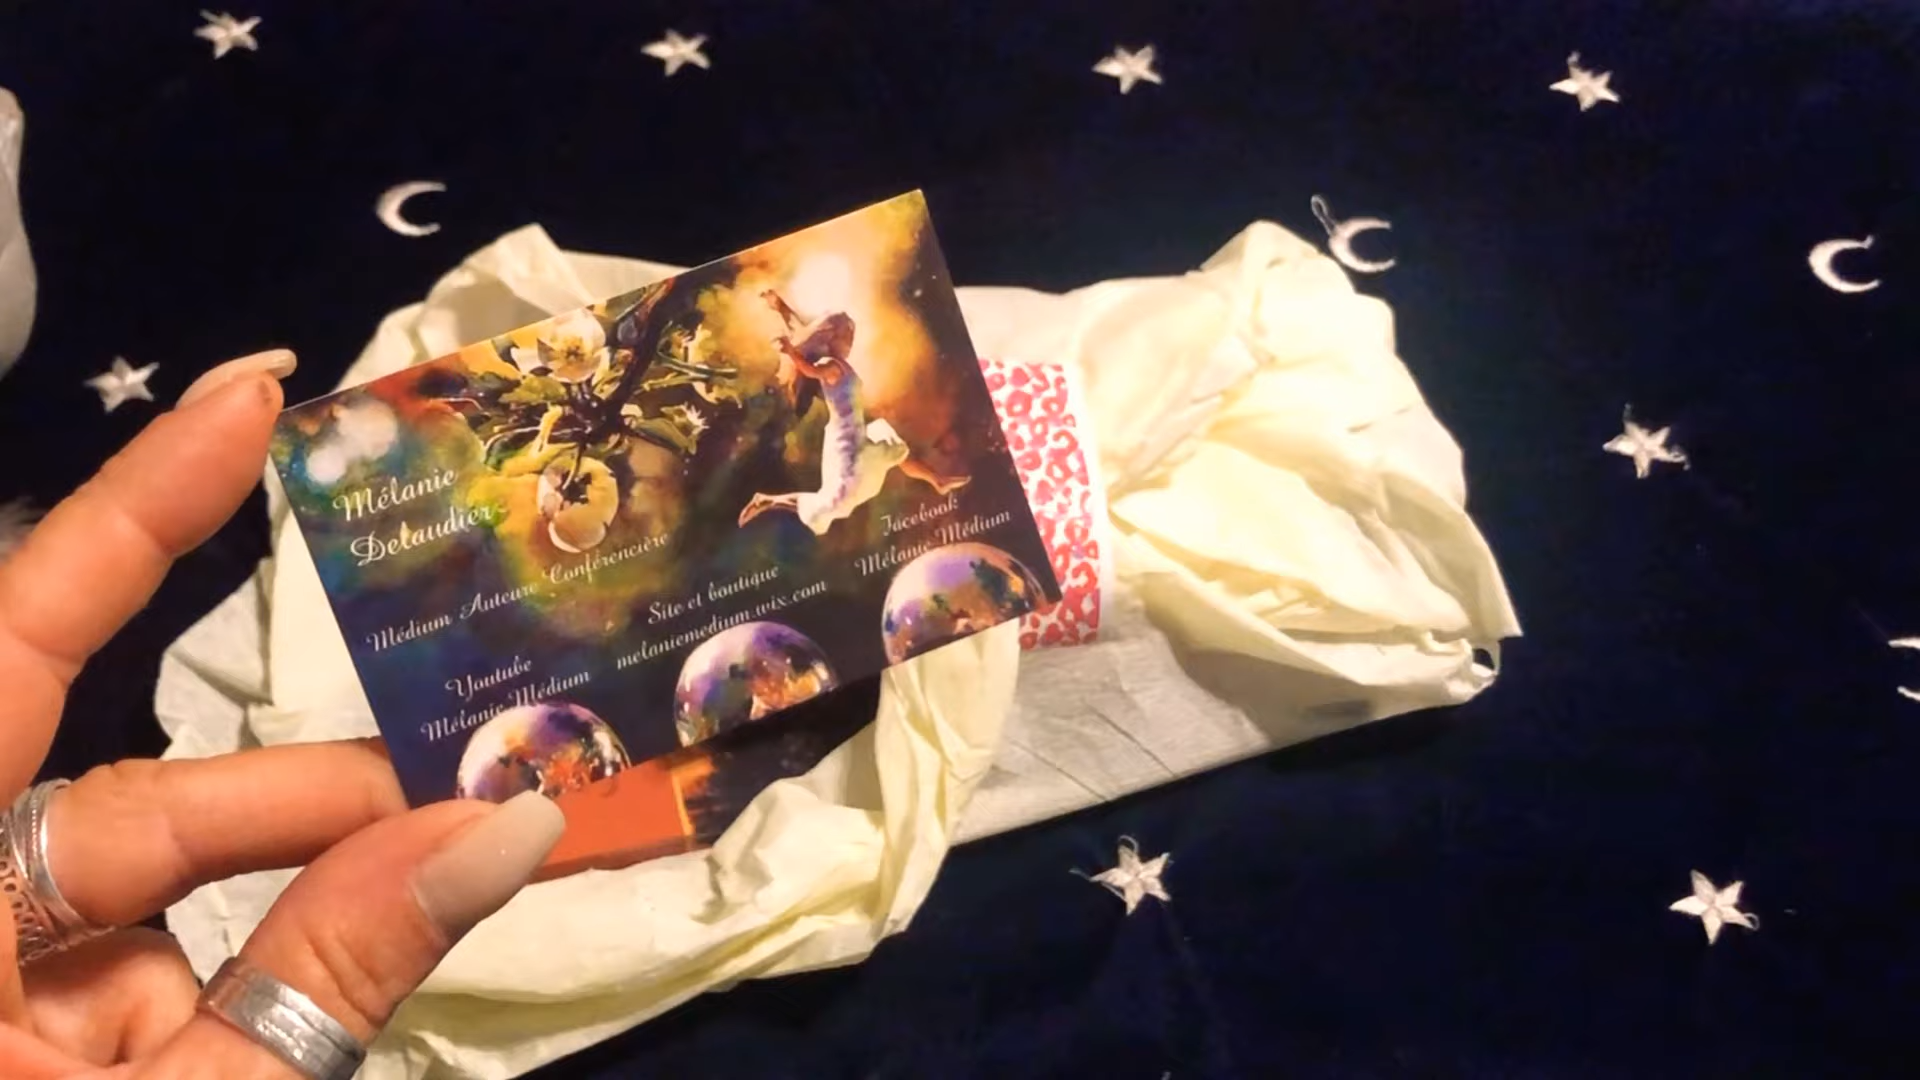 Mélanie
Delaudier
Médium Auteure Conférencière
Youtube
Mélanie Médium
Site et boutique
melaniemedium.wix.com
Facebook
Mélanie Médium